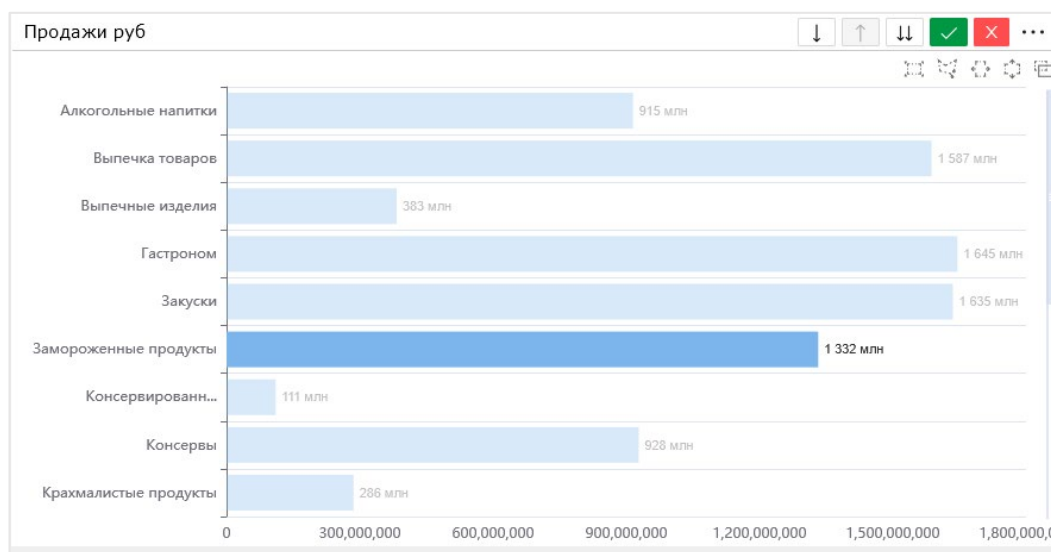 Продажи руб
Алкогольные напитки 915 млн
Выпечка товаров 1 587 млн
Выпечные изделия 383 млн
Гастроном 1 645 млн
Закуски 1 635 млн
Замороженные продукты 1 332 млн
Консервированн... 111 млн
Консервы 928 млн
Крахмалистые продукты 286 млн
0 300,000,000 600,000,000 900,000,000 1,200,000,000 1,500,000,000 1,800,000,0